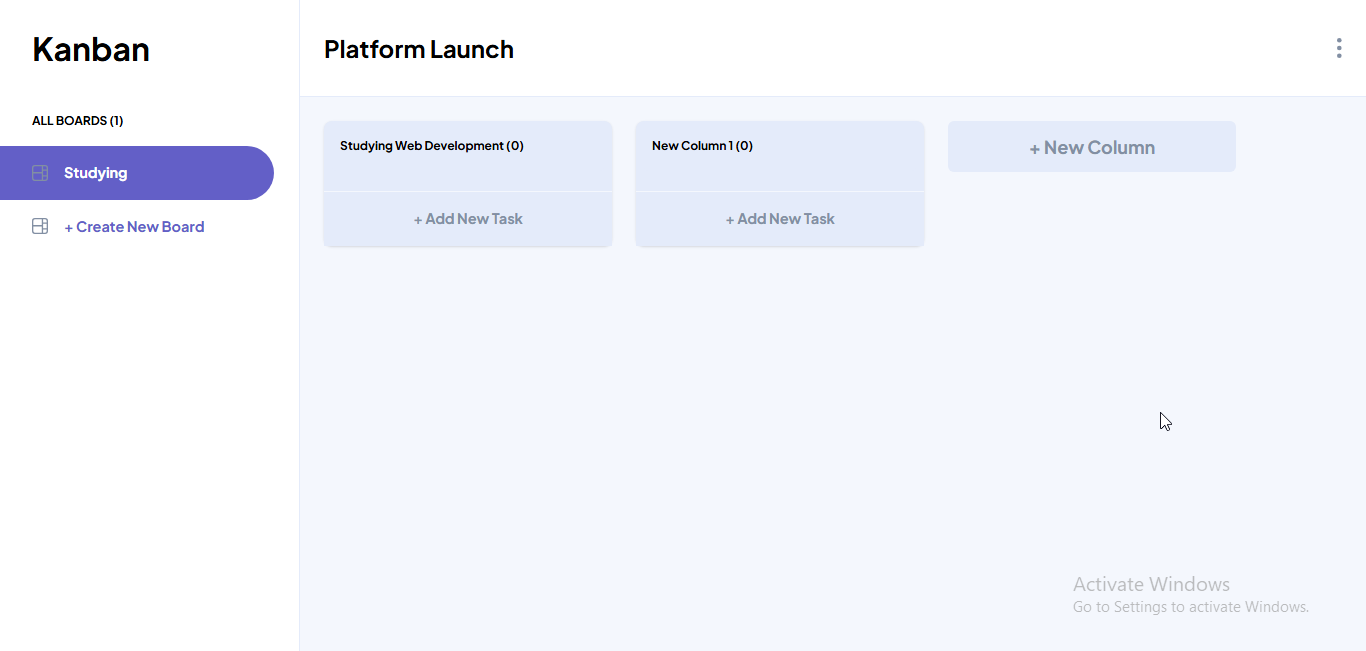 Kanban
Platform Launch
ALL BOARDS (1)
Studying
+ Create New Board
Studying Web Development (0)
+ Add New Task
New Column 1 (0)
+ Add New Task
+ New Column
Activate Windows
Go to Settings to activate Windows.